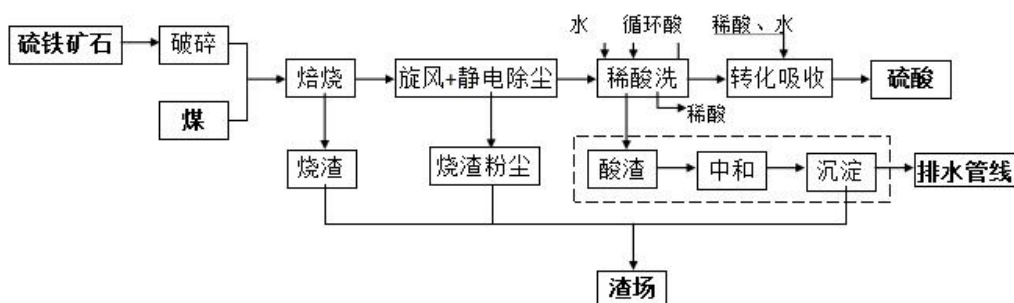 水
循环酸
稀酸、水
硫铁矿石
破碎
焙烧
旋风+静电除尘
稀酸洗
转化吸收
硫酸
煤
稀酸
烧渣
烧渣粉尘
酸渣
中和
沉淀
排水管线
渣场